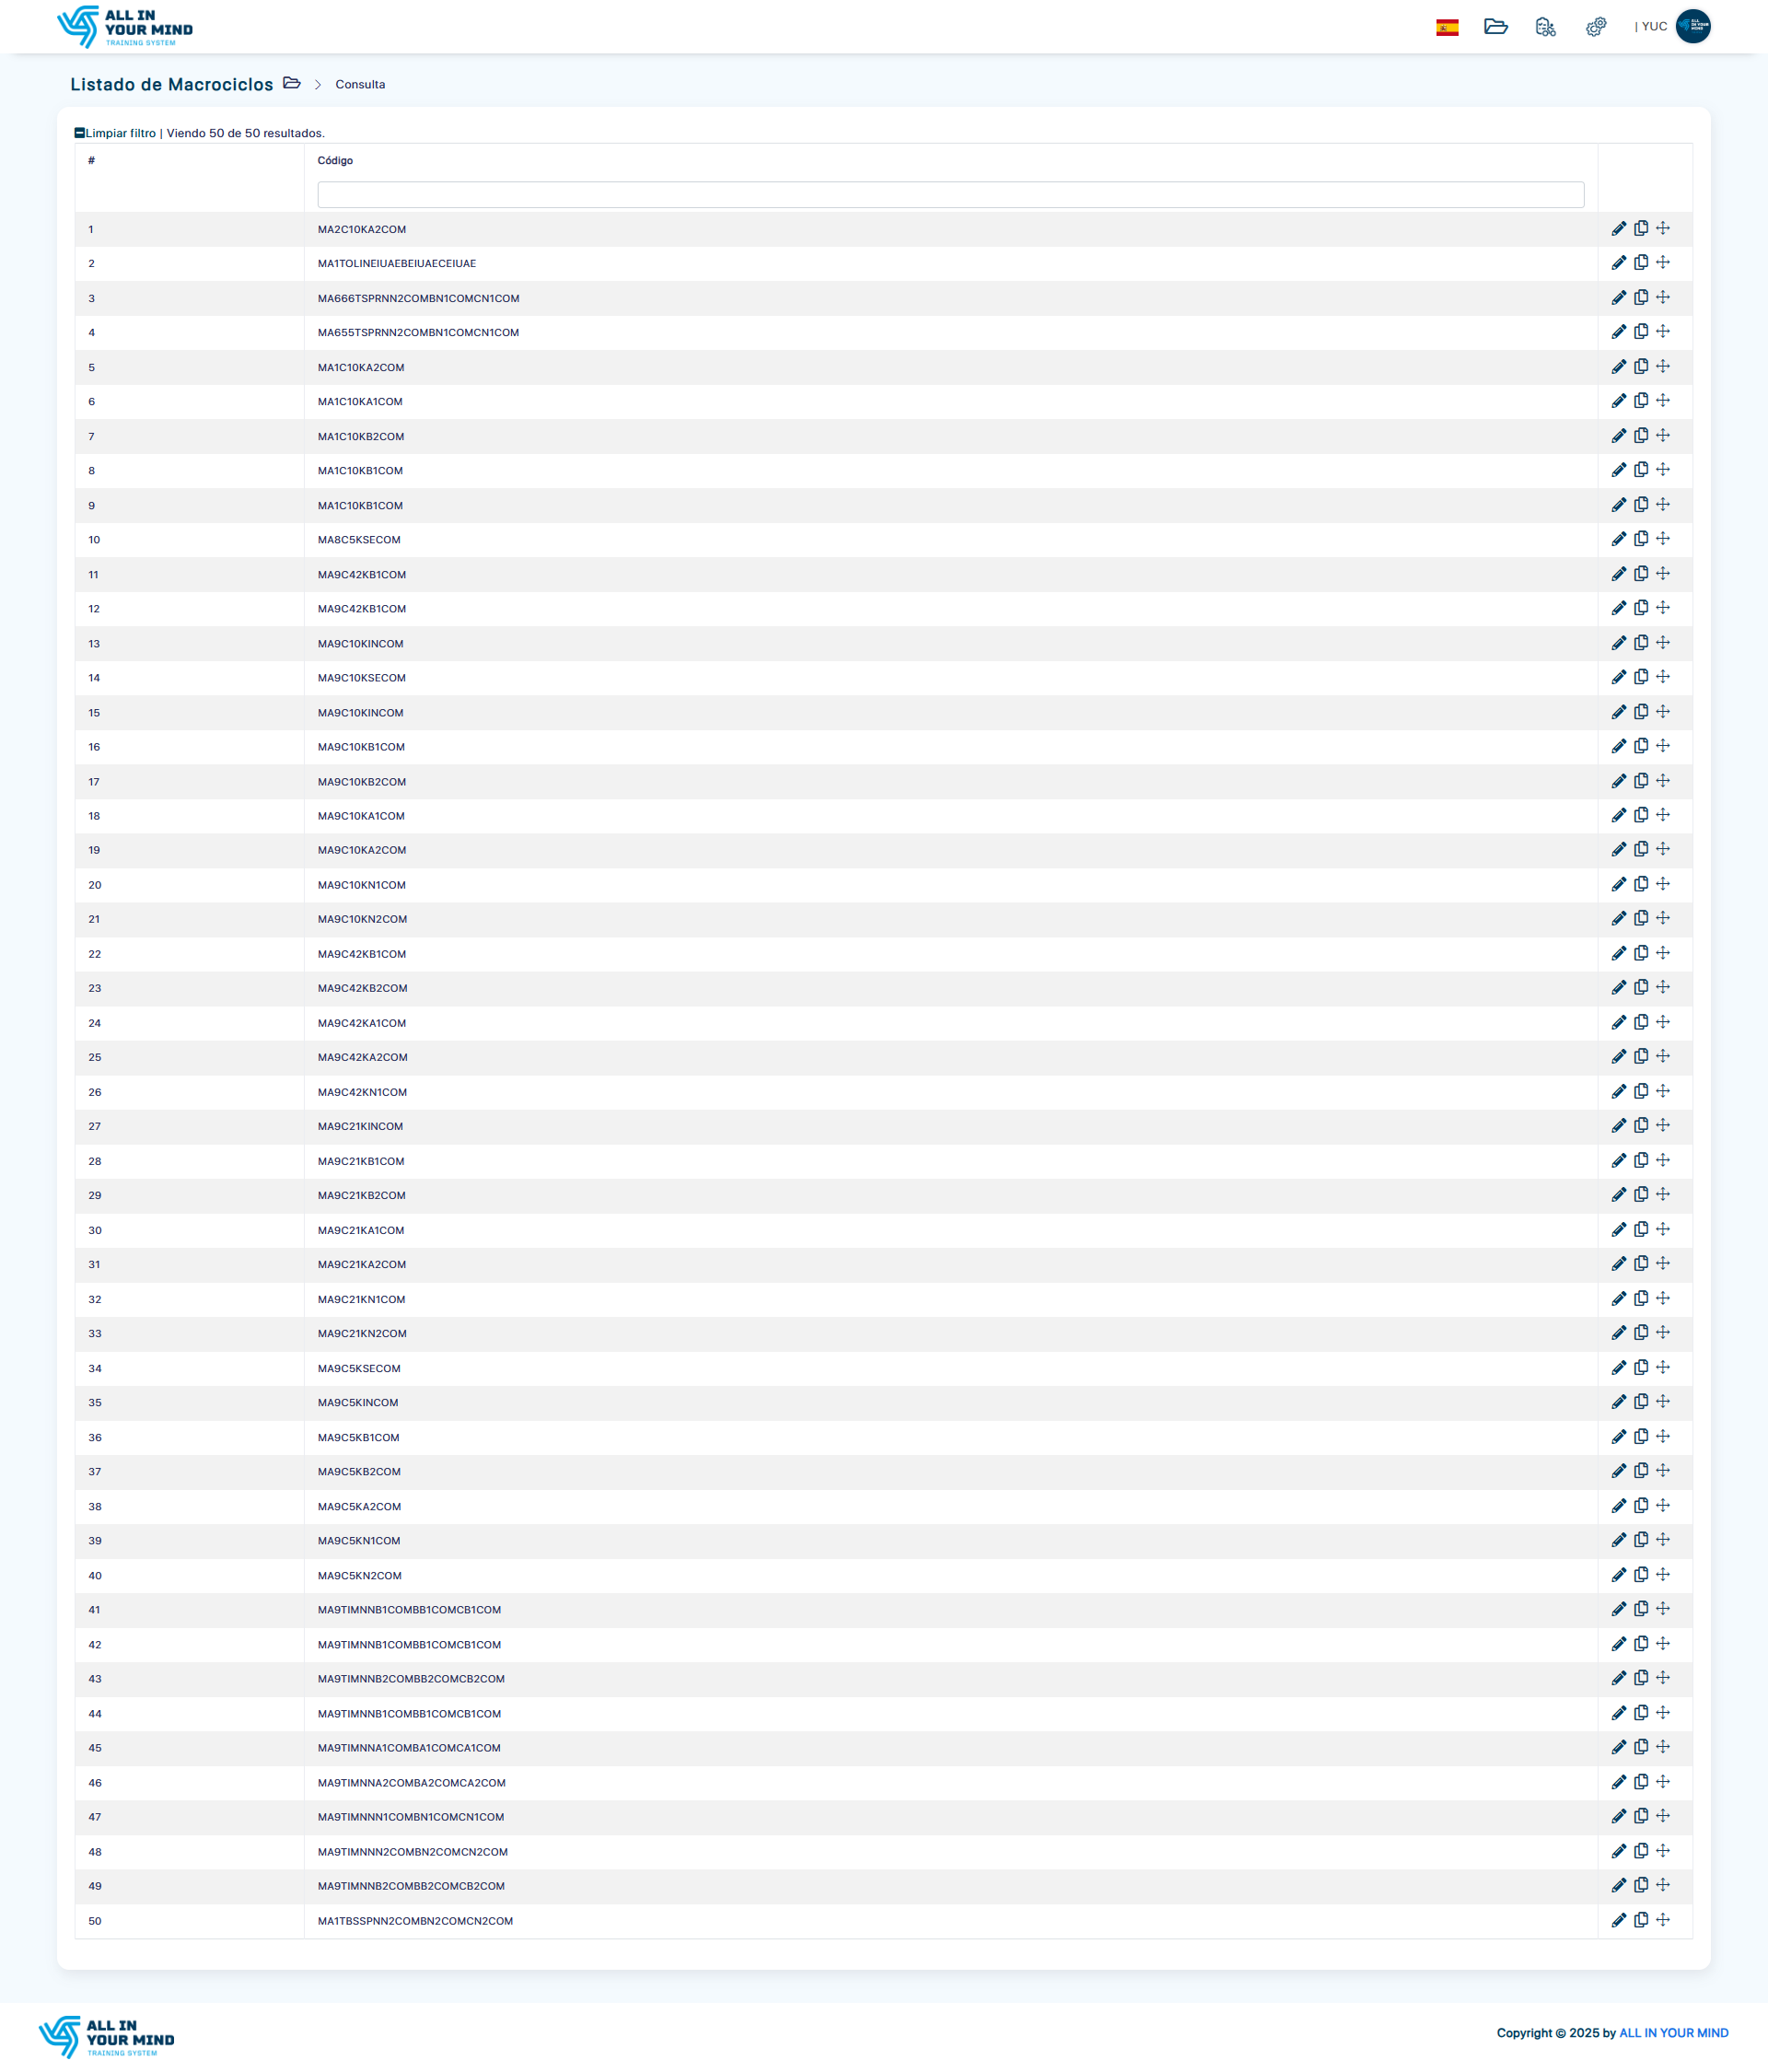 ALL IN
YOUR MIND
TRAINING SYSTEM
| YUC
Listado de Macrociclos > Consulta
Limpiar filtro | Viendo 50 de 50 resultados.
# Código
1 MA2C10KA2COM
2 MA1TOLINEIUAEBEIUAECEIUAE
3 MA666TSPRNN2COMBN1COMCN1COM
4 MA655TSPRNN2COMBN1COMCN1COM
5 MA1C10KA2COM
6 MA1C10KA1COM
7 MA1C10KB2COM
8 MA1C10KB1COM
9 MA1C10KB1COM
10 MA8C5KSECOM
11 MA9C42KB1COM
12 MA9C42KB1COM
13 MA9C10KINCOM
14 MA9C10KSECOM
15 MA9C10KINCOM
16 MA9C10KB1COM
17 MA9C10KB2COM
18 MA9C10KA1COM
19 MA9C10KA2COM
20 MA9C10KN1COM
21 MA9C10KN2COM
22 MA9C42KB1COM
23 MA9C42KB2COM
24 MA9C42KA1COM
25 MA9C42KA2COM
26 MA9C42KN1COM
27 MA9C21KINCOM
28 MA9C21KB1COM
29 MA9C21KB2COM
30 MA9C21KA1COM
31 MA9C21KA2COM
32 MA9C21KN1COM
33 MA9C21KN2COM
34 MA9C5KSECOM
35 MA9C5KINCOM
36 MA9C5KB1COM
37 MA9C5KB2COM
38 MA9C5KA2COM
39 MA9C5KN1COM
40 MA9C5KN2COM
41 MA9TIMNNB1COMBB1COMCB1COM
42 MA9TIMNNB1COMBB1COMCB1COM
43 MA9TIMNNB2COMBB2COMCB2COM
44 MA9TIMNNB1COMBB1COMCB1COM
45 MA9TIMNNA1COMBA1COMCA1COM
46 MA9TIMNNA2COMBA2COMCA2COM
47 MA9TIMNNN1COMBN1COMCN1COM
48 MA9TIMNNN2COMBN2COMCN2COM
49 MA9TIMNNB2COMBB2COMCB2COM
50 MA1TBSSPNN2COMBN2COMCN2COM
ALL IN
YOUR MIND
TRAINING SYSTEM
Copyright © 2025 by ALL IN YOUR MIND